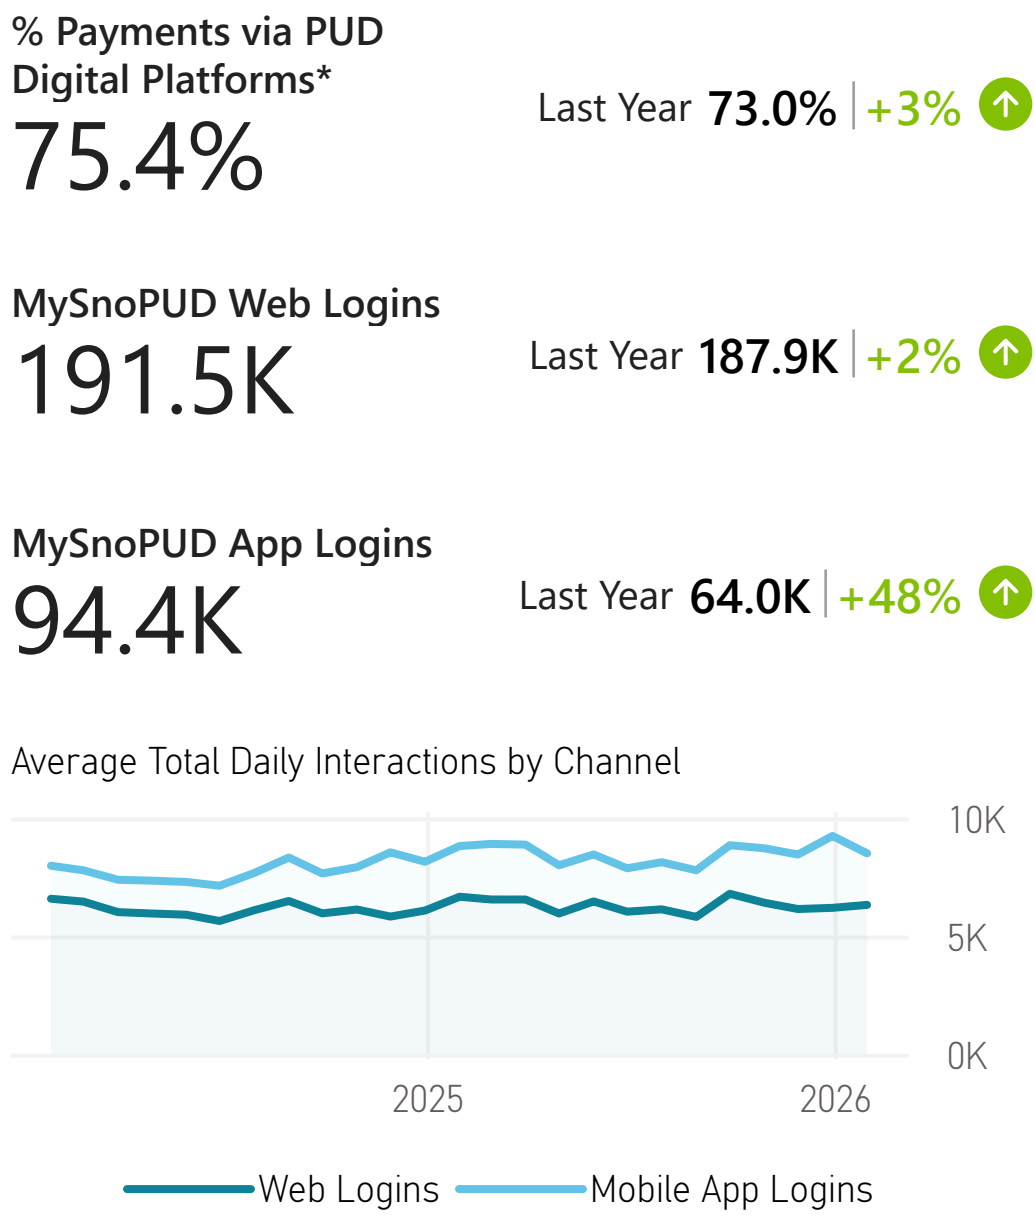 % Payments via PUD
Digital Platforms*
75.4%
Last Year 73.0% +3%
MySnoPUD Web Logins
191.5K
Last Year 187.9K +2%
MySnoPUD App Logins
94.4K
Last Year 64.0K +48%
Average Total Daily Interactions by Channel
10K
5K
0K
2025 2026
Web Logins Mobile App Logins